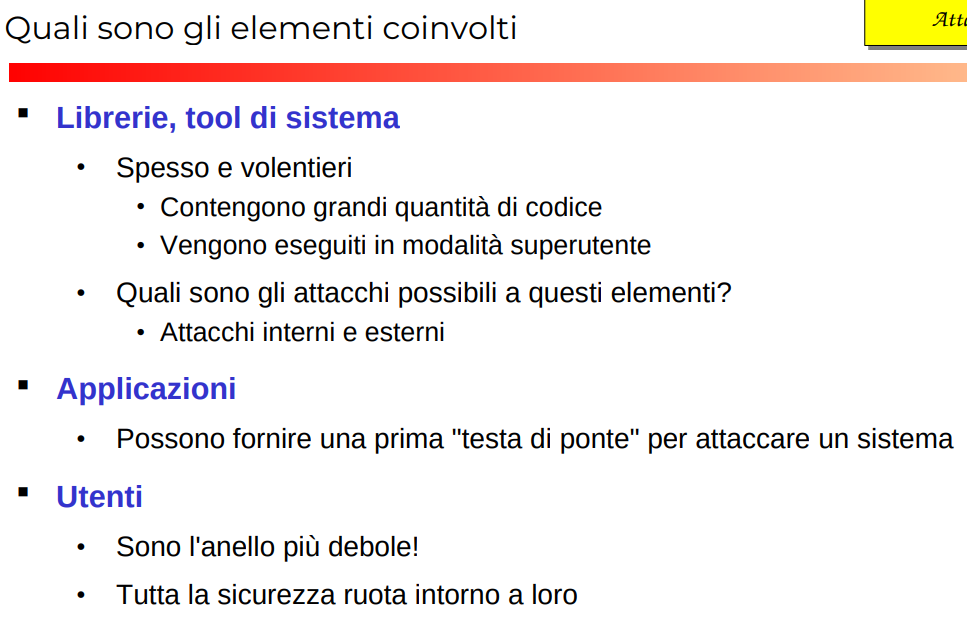 Quali sono gli elementi coinvolti
Librerie, tool di sistema
Spesso e volentieri
Contengono grandi quantità di codice
Vengono eseguiti in modalità superutente
Quali sono gli attacchi possibili a questi elementi?
Attacchi interni e esterni
Applicazioni
Possono fornire una prima "testa di ponte" per attaccare un sistema
Utenti
Sono l'anello più debole!
Tutta la sicurezza ruota intorno a loro